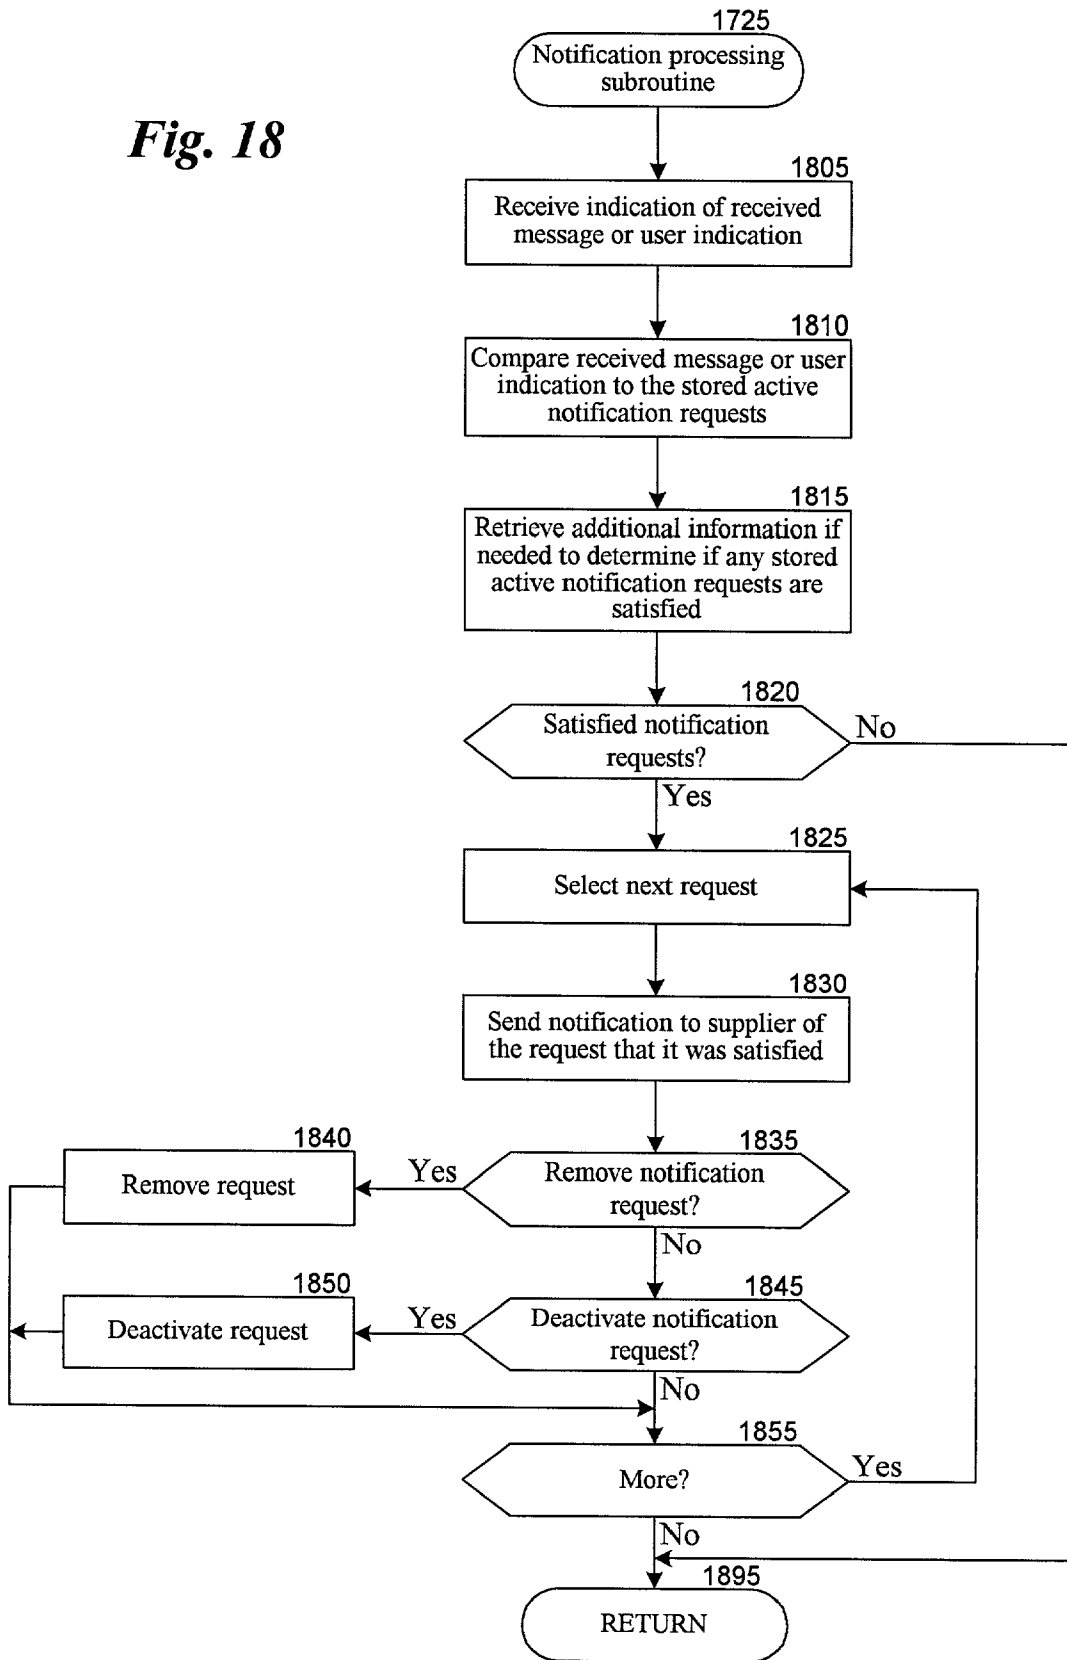 1725
Notification processing
subroutine
Fig. 18
1805
Receive indication of received
message or user indication
1810
Compare received message or user
indication to the stored active
notification requests
1815
Retrieve additional information if
needed to determine if any stored
active notification requests are
satisfied
1820
Satisfied notification
requests?
No
Yes
1825
Select next request
1830
Send notification to supplier of
the request that it was satisfied
1835
Remove notification
request?
Yes
1840
Remove request
No
1845
Deactivate notification
request?
Yes
1850
Deactivate request
No
1855
More?
Yes
No
1895
RETURN